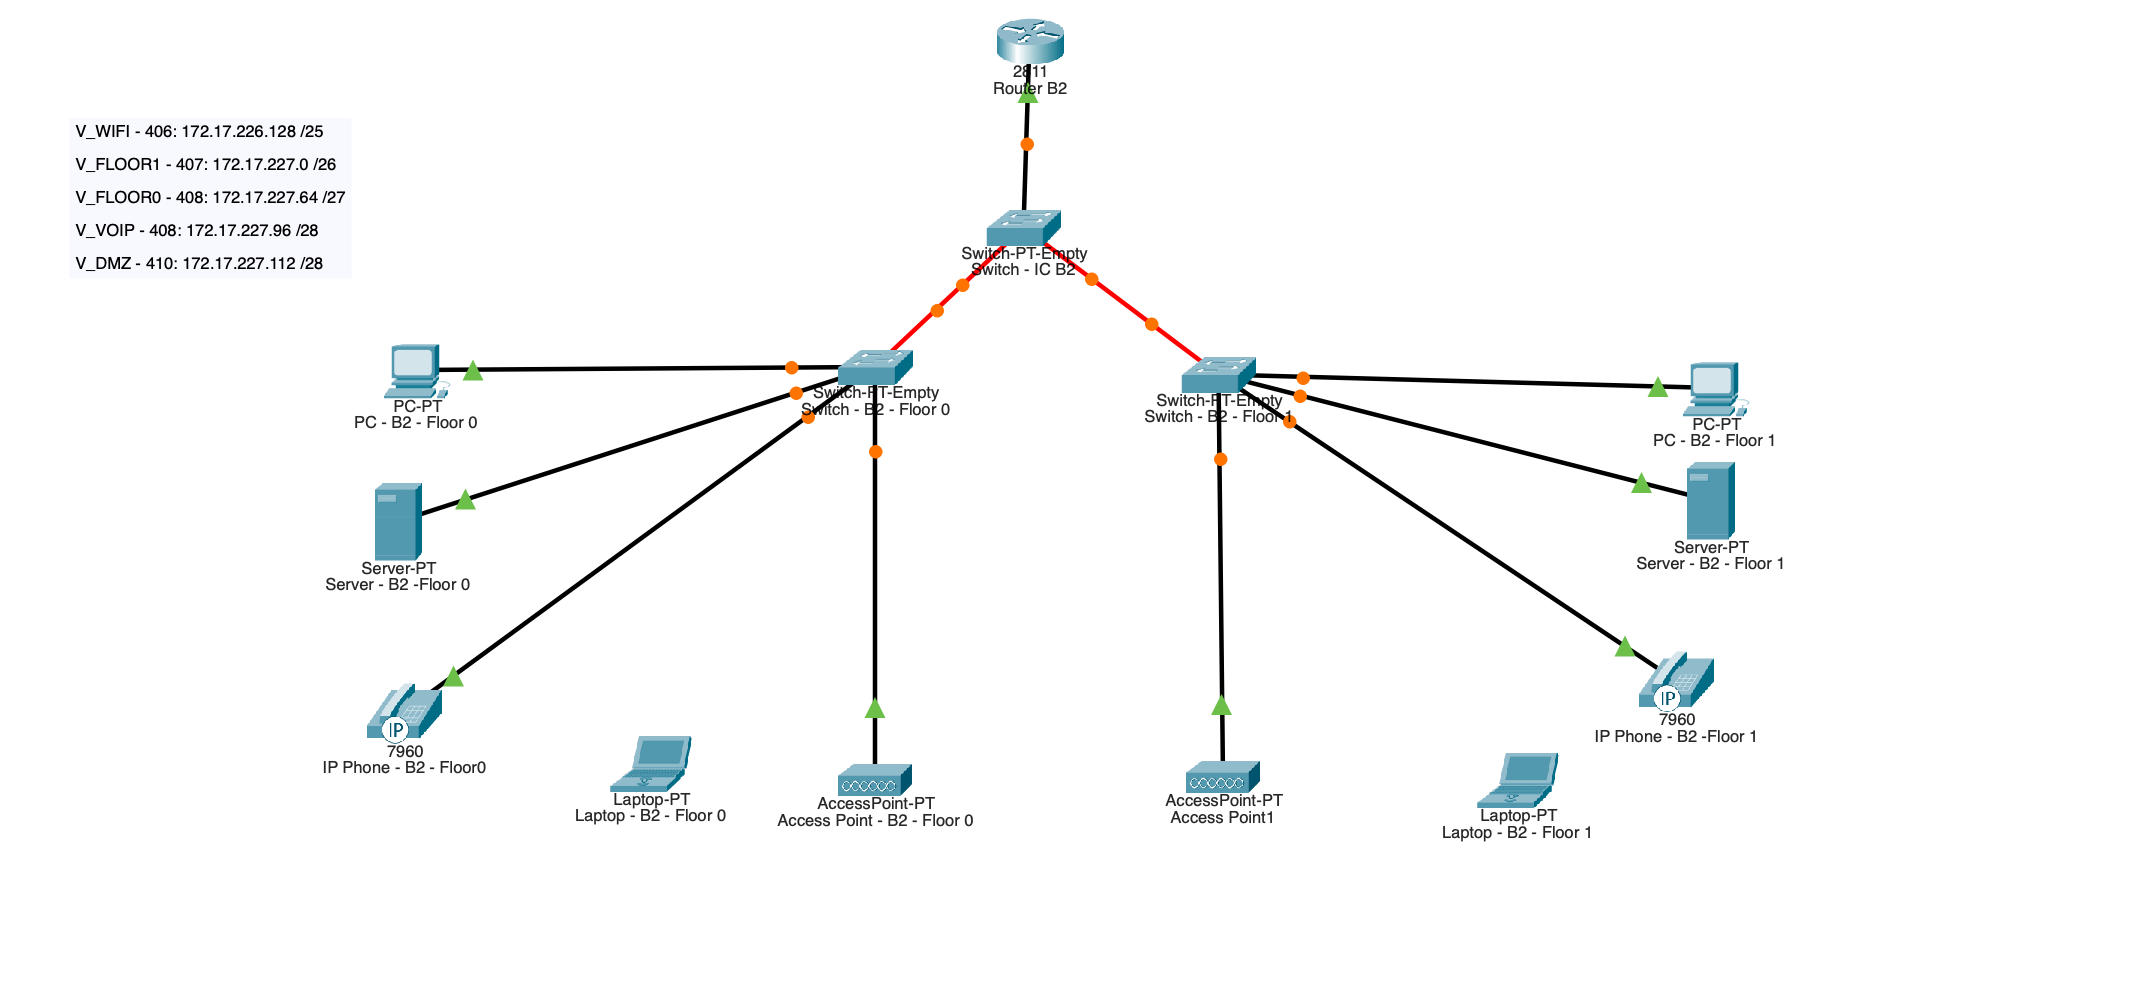 2811
Router B2
V_WIFI - 406: 172.17.226.128 /25
V_FLOOR1 - 407: 172.17.227.0 /26
V_FLOOR0 - 408: 172.17.227.64 /27
V_VOIP - 408: 172.17.227.96 /28
V_DMZ - 410: 172.17.227.112 /28
Switch-PT-Empty
Switch - IC B2
PC-PT
PC - B2 - Floor 0
Switch-PT-Empty
Switch - B2 - Floor 0
Switch-PT-Empty
Switch - B2 - Floor 1
PC-PT
PC - B2 - Floor 1
Server-PT
Server - B2 -Floor 0
Server-PT
Server - B2 - Floor 1
IP
7960
IP Phone - B2 - Floor0
IP
7960
IP Phone - B2 -Floor 1
Laptop-PT
Laptop - B2 - Floor 0
AccessPoint-PT
Access Point - B2 - Floor 0
AccessPoint-PT
Access Point1
Laptop-PT
Laptop - B2 - Floor 1